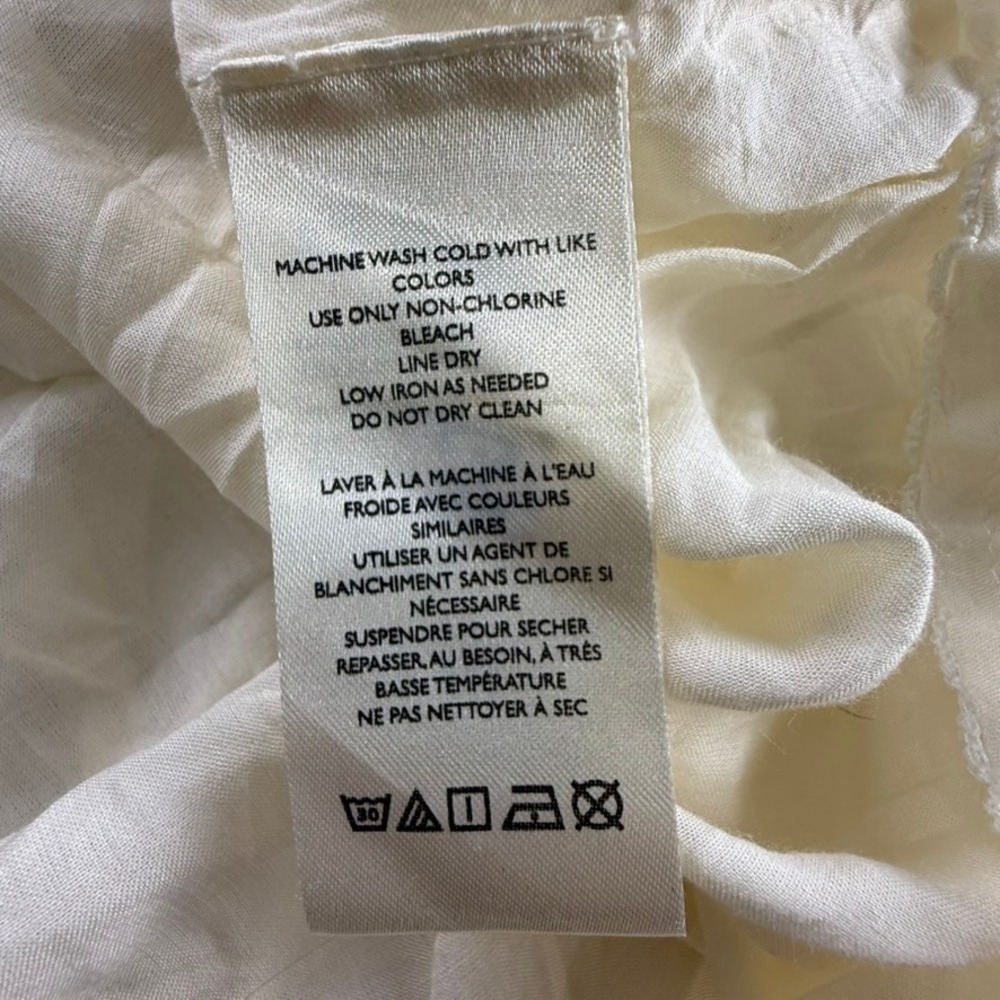 MACHINE WASH COLD WITH LIKE
COLORS
USE ONLY NON-CHLORINE
BLEACH
LINE DRY
LOW IRON AS NEEDED
DO NOT DRY CLEAN
LAVER À LA MACHINE À L'EAU
FROIDE AVEC COULEURS
SIMILAIRES
UTILISER UN AGENT DE
BLANCHIMENT SANS CHLORE SI
NÉCESSAIRE
SUSPENDRE POUR SECHER
REPASSER, AU BESOIN, À TRÈS
BASSE TEMPÉRATURE
NE PAS NETTOYER À SEC
30